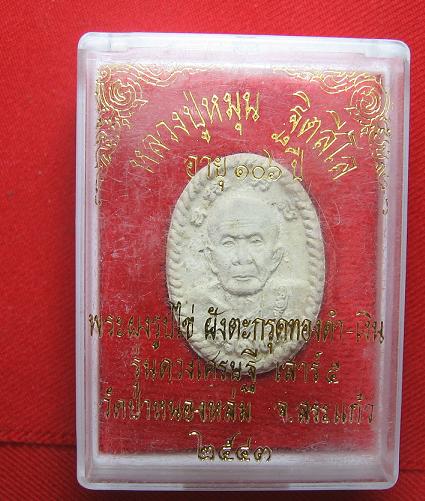 หลวงปู่หมุน ฐิตสีโล
อายุ ๑๐๖ ปี
พระผงรูปไข่ ฝังตะกรุดทองคำ-เงิน
รุ่นดวงเศรษฐี เสาร์ ๕
วัดป่าหนองหล่ม จ.สระแก้ว
๒๕๔๓